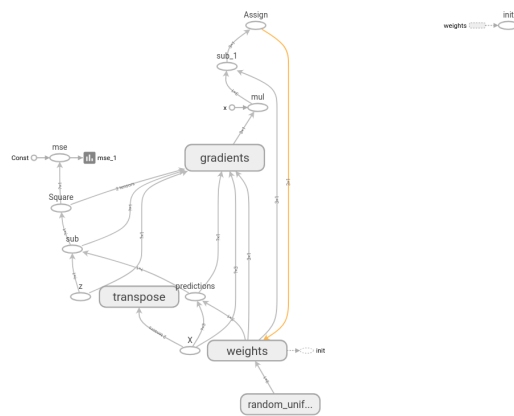 Assign
init
weights
sub_1
mul
x
gradients
mse
Const
mse_1
Square
sub
z
predictions
transpose
X
weights
init
random_unif...